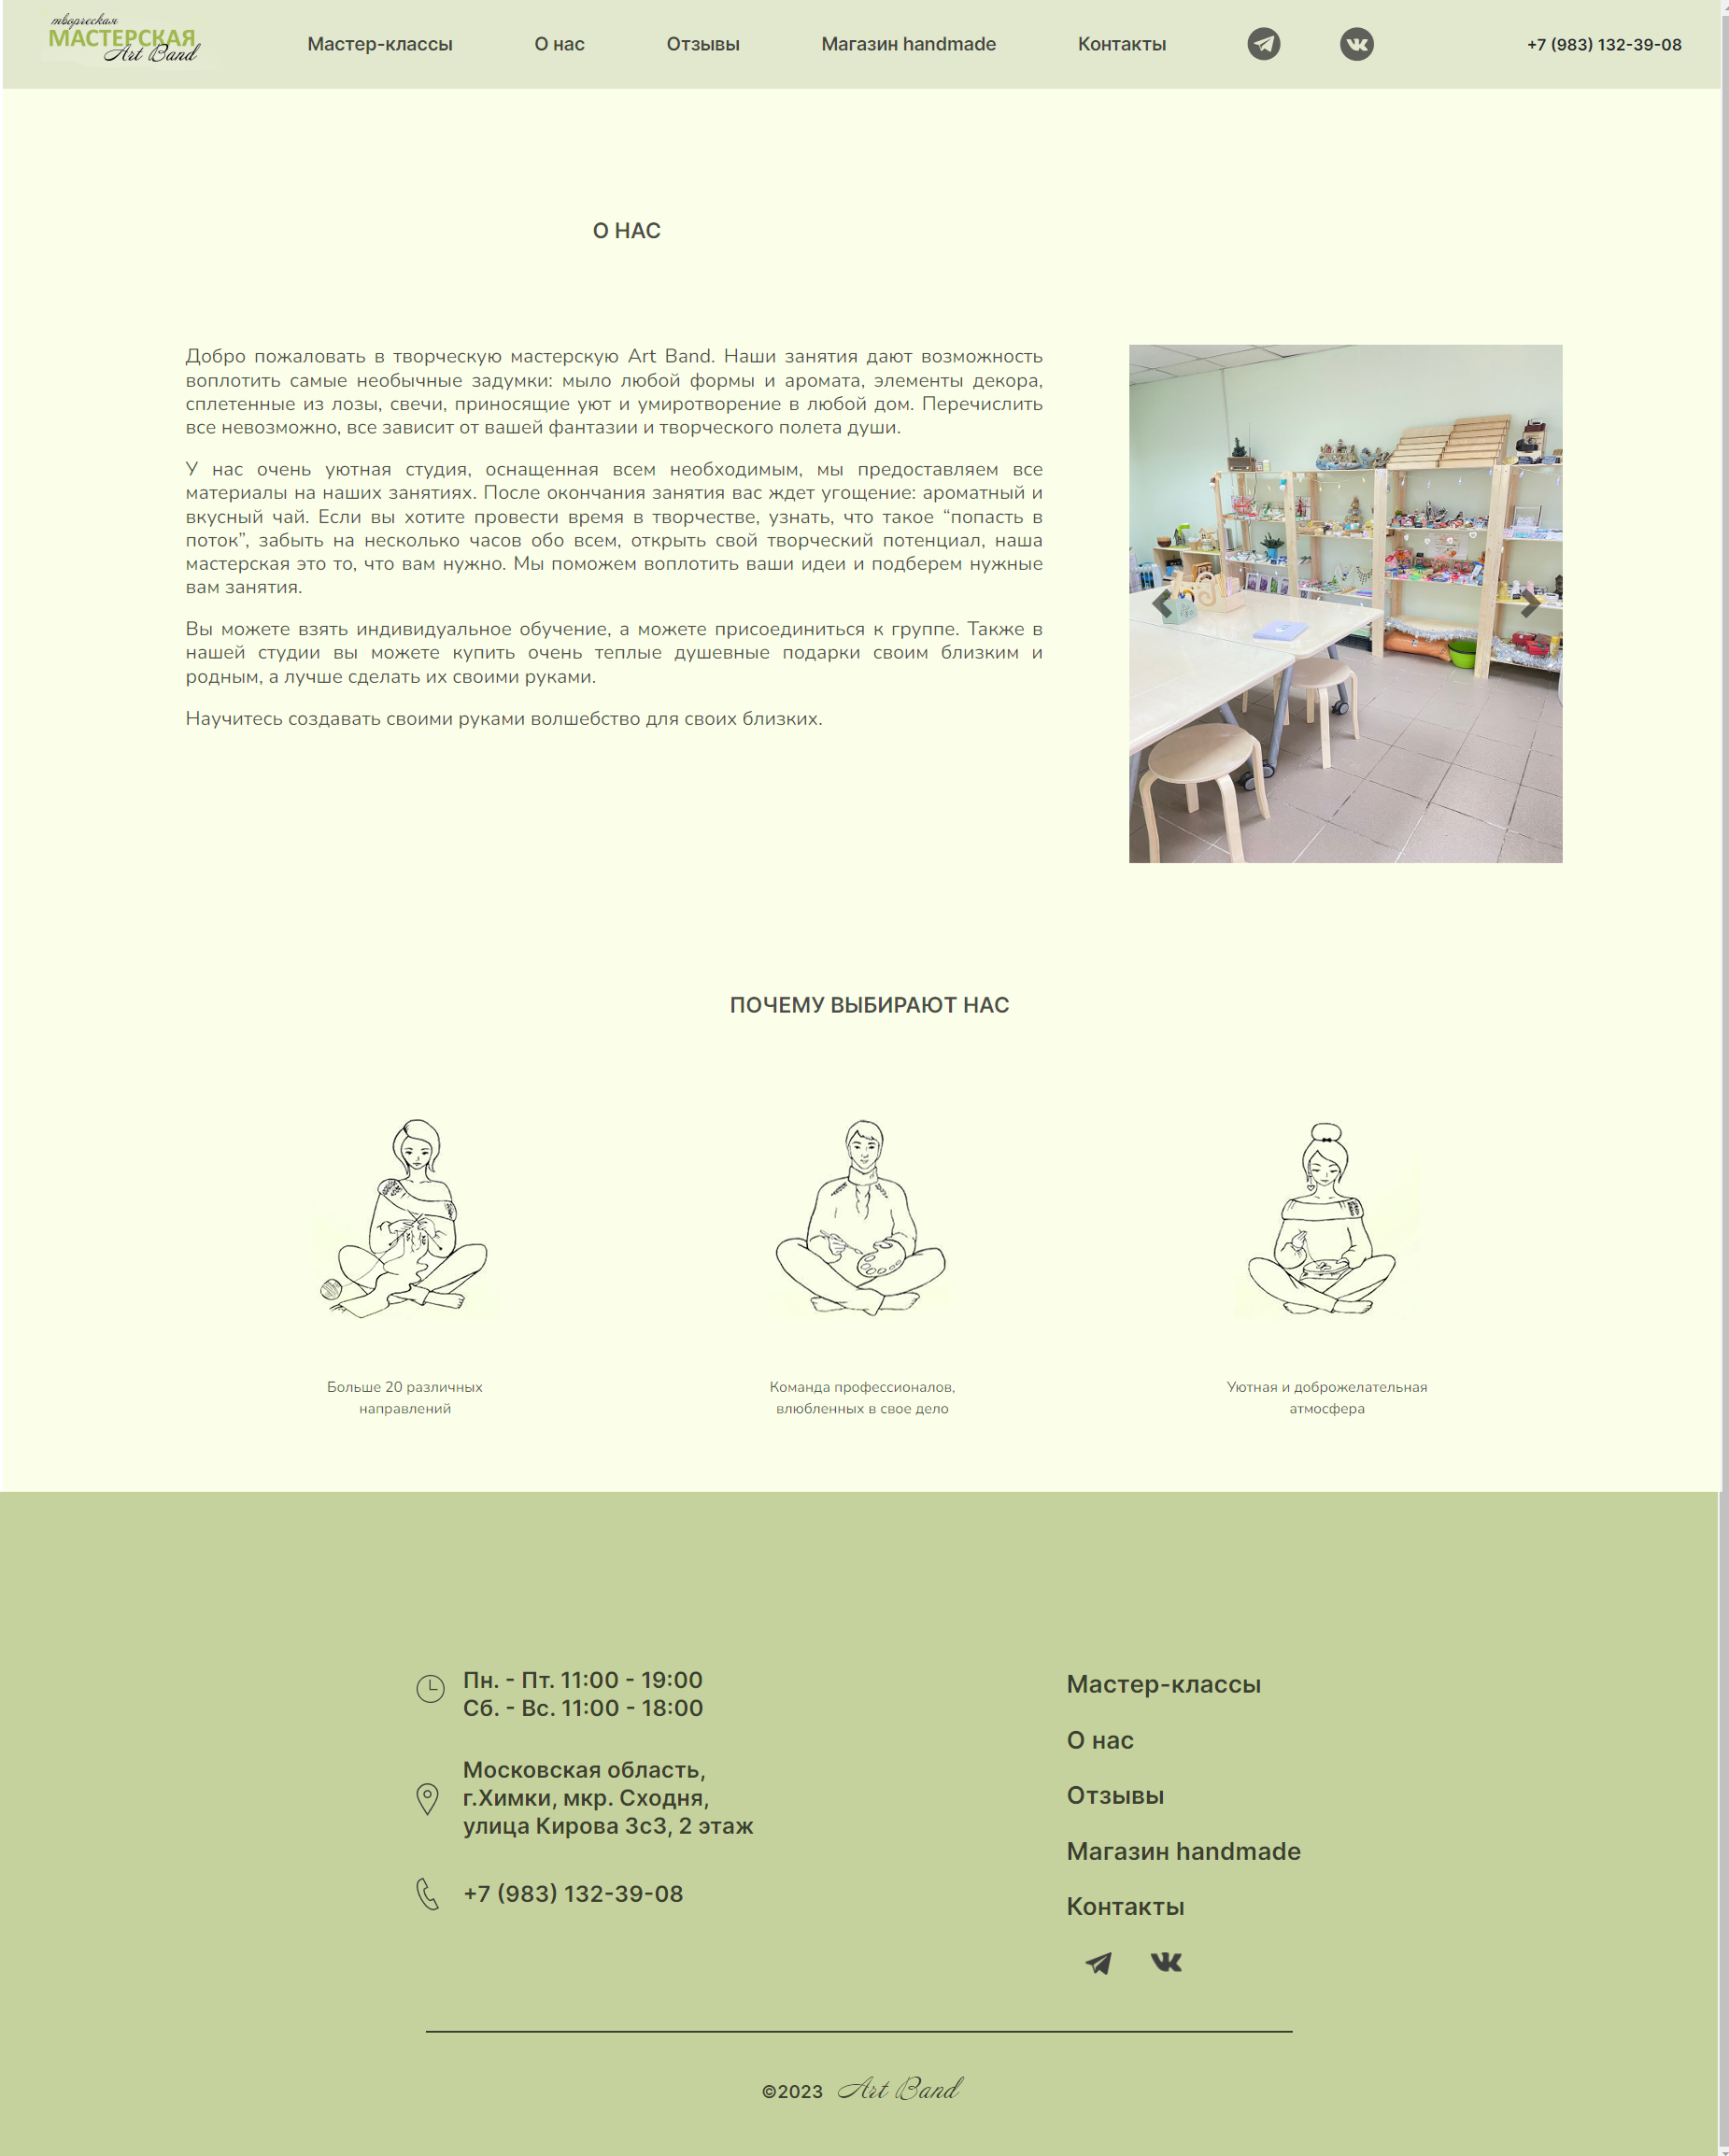 творческая
МАСТЕРСКАЯ
Art Band
Мастер-классы
О нас
Отзывы
Магазин handmade
Контакты
+7 (983) 132-39-08
О НАС
Добро пожаловать в творческую мастерскую Art Band. Наши занятия дают возможность
воплотить самые необычные задумки: мыло любой формы и аромата, элементы декора,
сплетенные из лозы, свечи, приносящие уют и умиротворение в любой дом. Перечислить
все невозможно, все зависит от вашей фантазии и творческого полета души.
У нас очень уютная студия, оснащенная всем необходимым, мы предоставляем все
материалы на наших занятиях. После окончания занятия вас ждет угощение: ароматный и
вкусный чай. Если вы хотите провести время в творчестве, узнать, что такое “попасть в
поток”, забыть на несколько часов обо всем, открыть свой творческий потенциал, наша
мастерская это то, что вам нужно. Мы поможем воплотить ваши идеи и подберем нужные
вам занятия.
Вы можете взять индивидуальное обучение, а можете присоединиться к группе. Также в
нашей студии вы можете купить очень теплые душевные подарки своим близким и
родным, а лучше сделать их своими руками.
Научитесь создавать своими руками волшебство для своих близких.
ПОЧЕМУ ВЫБИРАЮТ НАС
Больше 20 различных
направлений
Команда профессионалов,
влюбленных в свое дело
Уютная и доброжелательная
атмосфера
Пн. - Пт. 11:00 - 19:00
Сб. - Вс. 11:00 - 18:00
Московская область,
г.Химки, мкр. Сходня,
улица Кирова 3с3, 2 этаж
+7 (983) 132-39-08
Мастер-классы
О нас
Отзывы
Магазин handmade
Контакты
©2023 Art Band